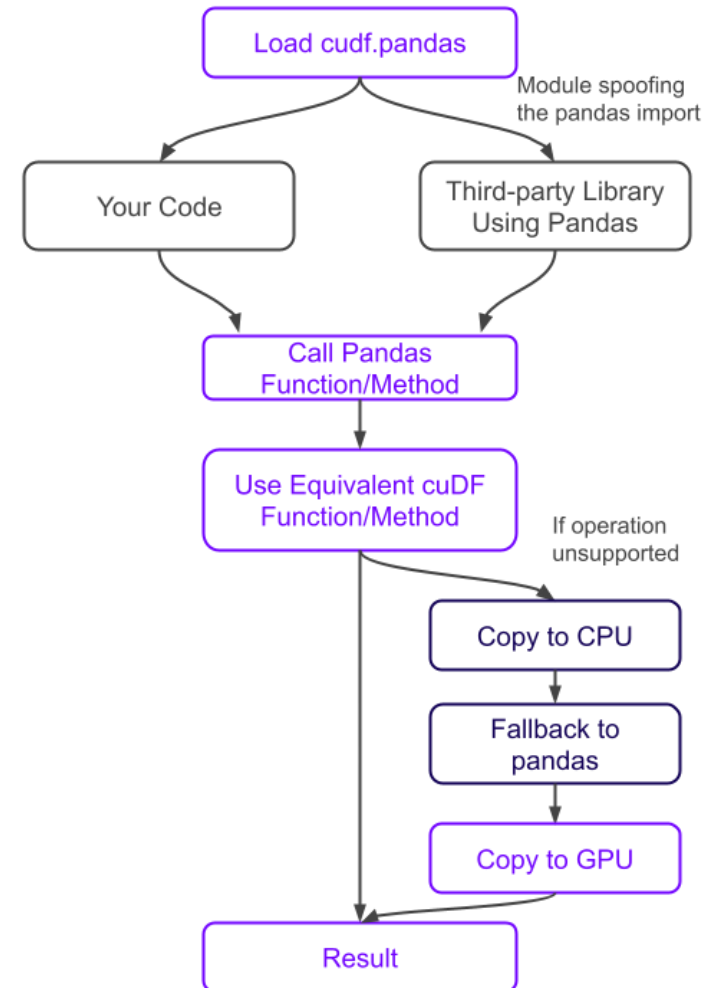 Load cudf.pandas
Module spoofing
the pandas import
Your Code
Third-party Library
Using Pandas
Call Pandas
Function/Method
Use Equivalent cuDF
Function/Method
If operation
unsupported
Copy to CPU
Fallback to
pandas
Copy to GPU
Result